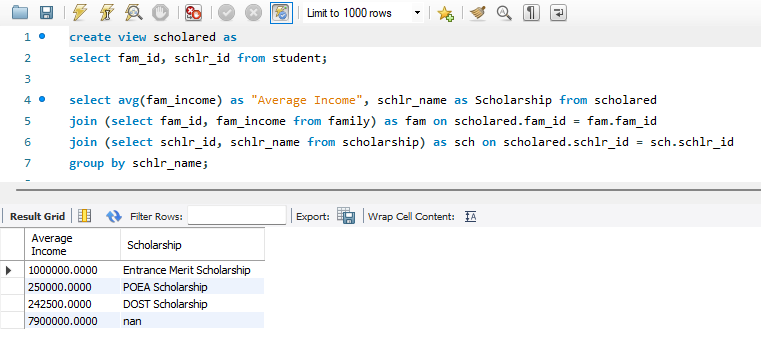 Limit to 1000 rows
1 create view scholared as
2 select fam_id, schlr_id from student;
3
4 select avg(fam_income) as "Average Income", schlr_name as Scholarship from scholared
5 join (select fam_id, fam_income from family) as fam on scholared.fam_id = fam.fam_id
6 join (select schlr_id, schlr_name from scholarship) as sch on scholared.schlr_id = sch.schlr_id
7 group by schlr_name;
Result Grid Filter Rows: Export: Wrap Cell Content:
Average Income Scholarship
1000000.0000 Entrance Merit Scholarship
250000.0000 POEA Scholarship
242500.0000 DOST Scholarship
7900000.0000 nan